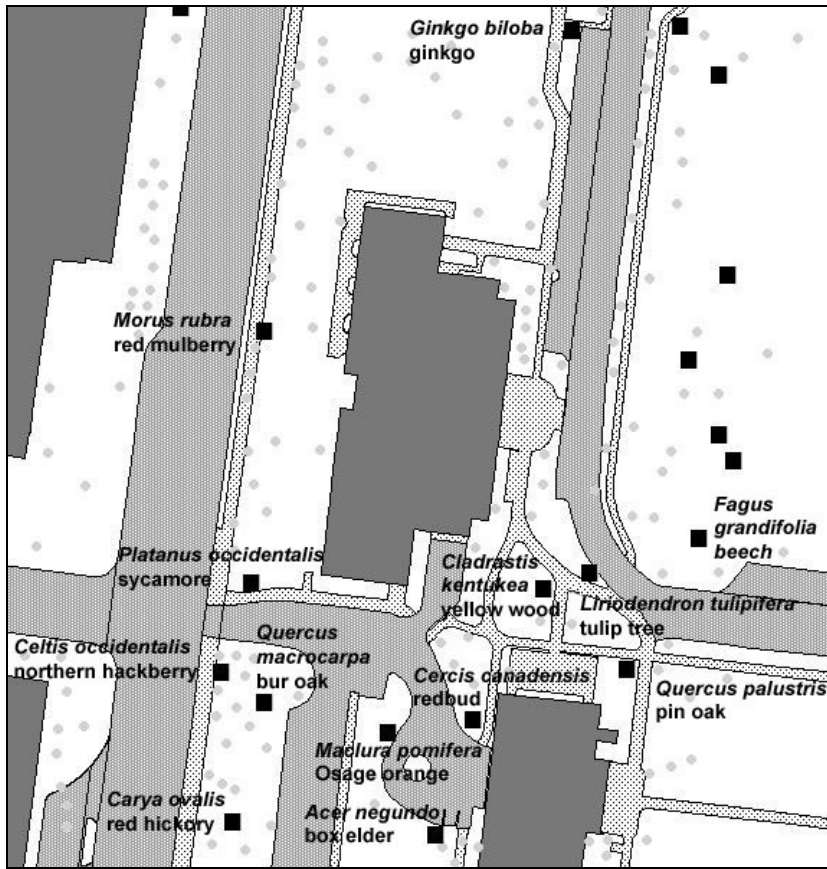 Ginkgo biloba
ginkgo
Morus rubra
red mulberry
Fagus
grandifolia
beech
Platanus occidentalis
sycamore
Cladrastis
kentukea
yellow wood
Liriodendron tulipifera
tulip tree
Celtis occidentalis
northern hackberry
Quercus
macrocarpa
bur oak
Cercis canadensis
redbud
Quercus palustris
pin oak
Maclura pomifera
Osage orange
Carya ovalis
red hickory
Acer negundo
box elder